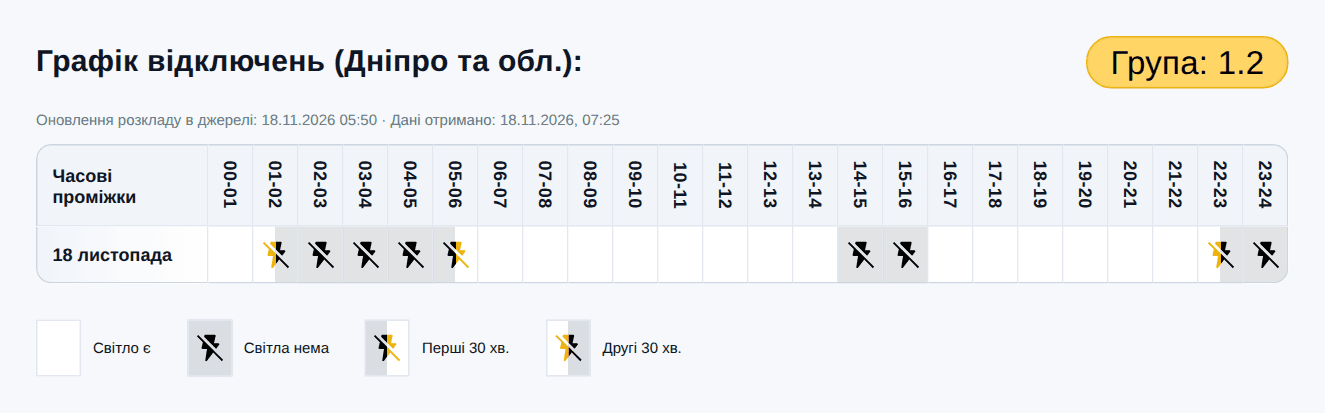 Графік відключень (Дніпро та обл.):
Група: 1.2
Оновлення розкладу в джерелі: 18.11.2026 05:50 · Дані отримано: 18.11.2026, 07:25
Часові
проміжки
00-01 01-02 02-03 03-04 04-05 05-06 06-07 07-08 08-09 09-10 10-11 11-12 12-13 13-14 14-15 15-16 16-17 17-18 18-19 19-20 20-21 21-22 22-23 23-24
18 листопада
Світло є
Світла нема
Перші 30 хв.
Другі 30 хв.